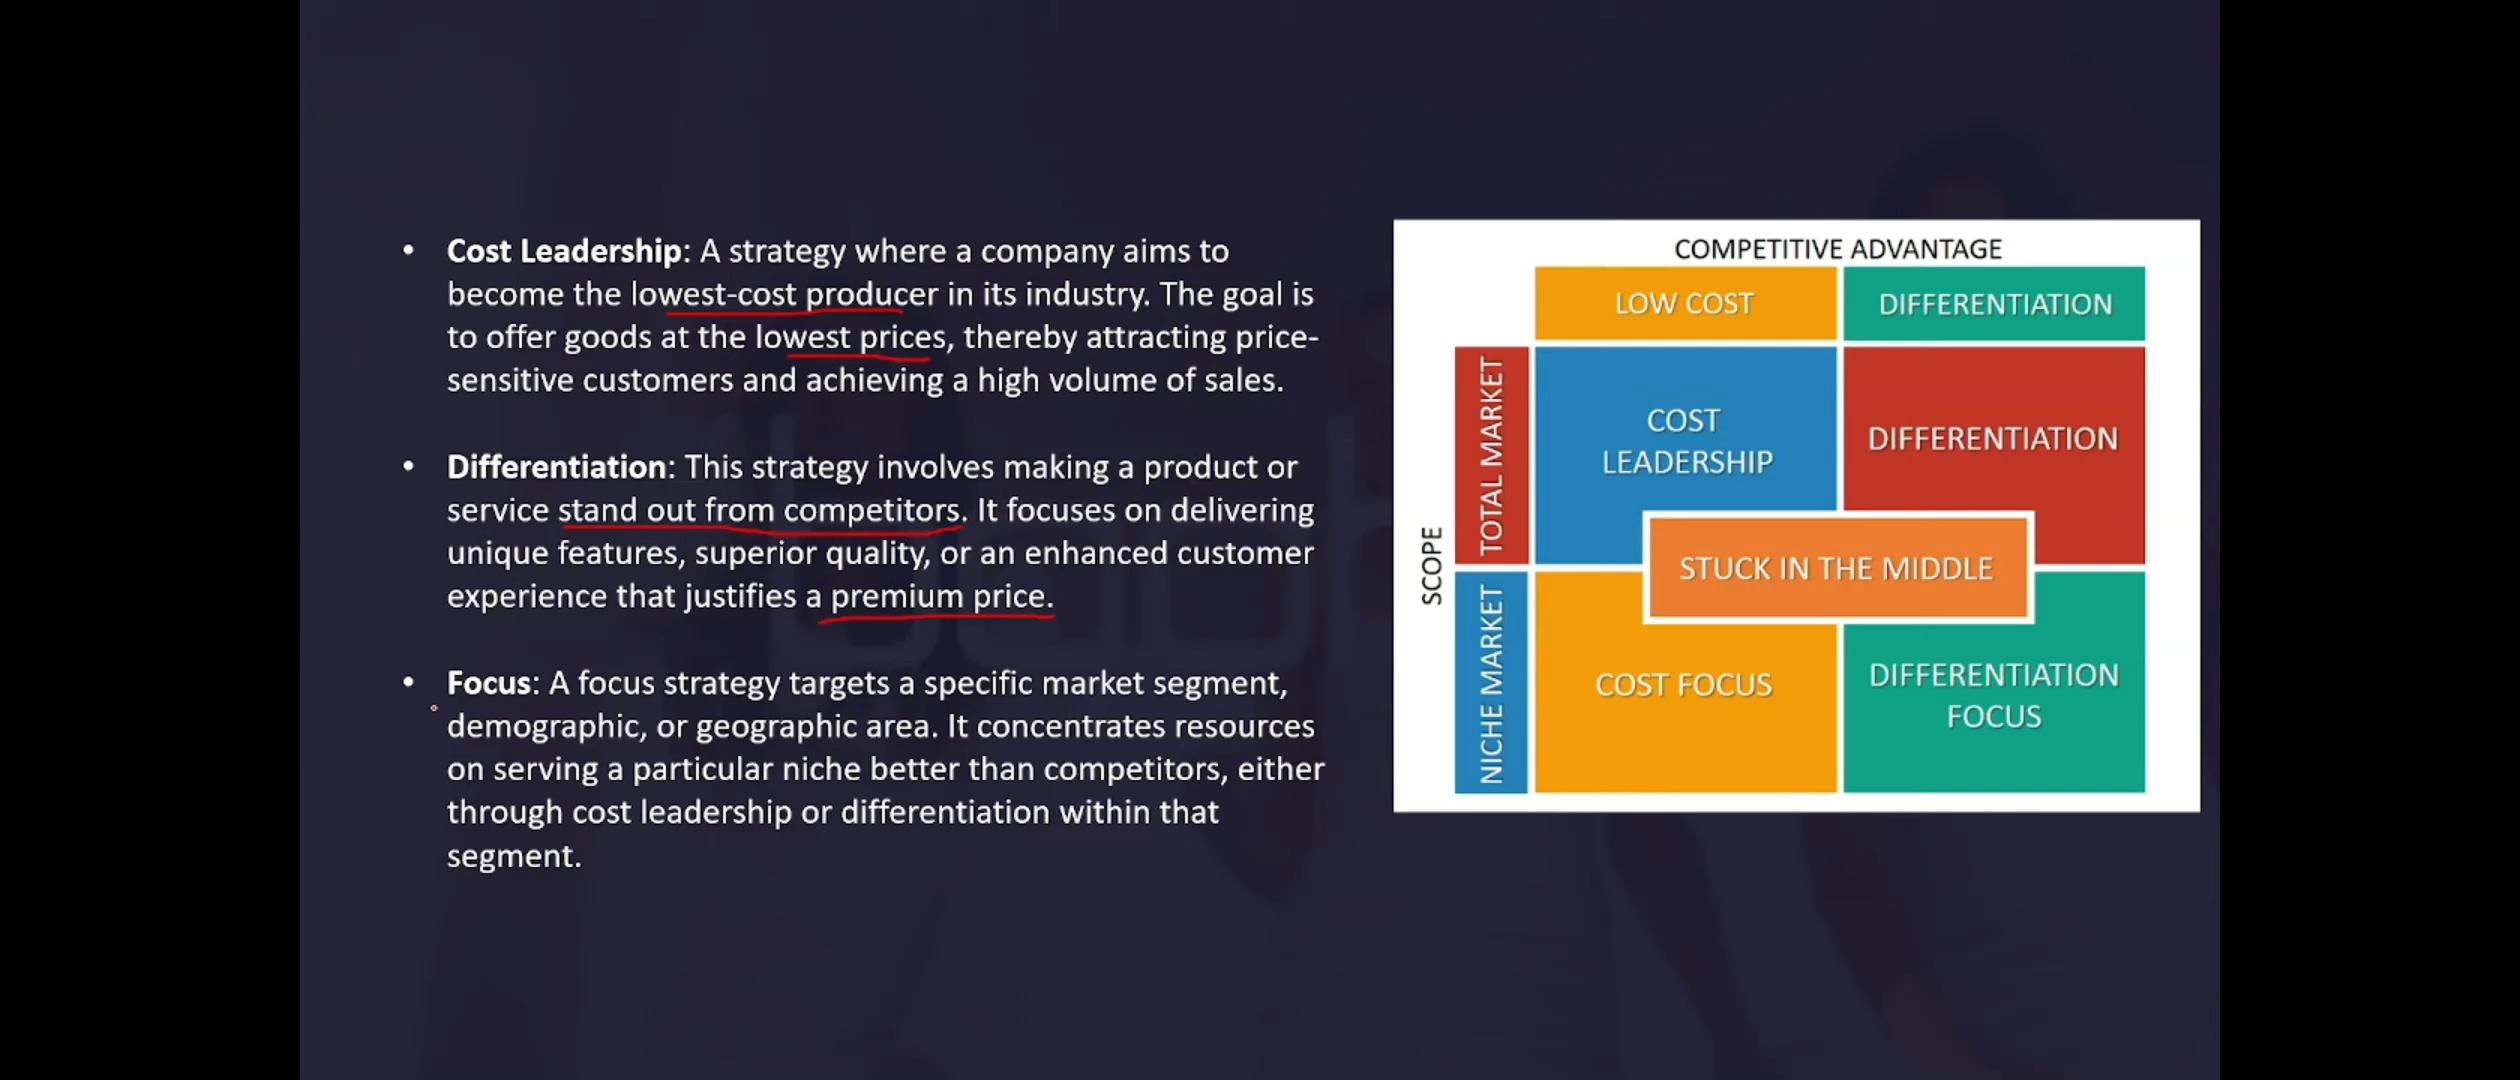 • Cost Leadership: A strategy where a company aims to
become the lowest-cost producer in its industry. The goal is
to offer goods at the lowest prices, thereby attracting price-
sensitive customers and achieving a high volume of sales.
• Differentiation: This strategy involves making a product or
service stand out from competitors. It focuses on delivering
unique features, superior quality, or an enhanced customer
experience that justifies a premium price.
• Focus: A focus strategy targets a specific market segment,
demographic, or geographic area. It concentrates resources
on serving a particular niche better than competitors, either
through cost leadership or differentiation within that
segment.
COMPETITIVE ADVANTAGE
LOW COST
DIFFERENTIATION
SCOPE
TOTAL MARKET
COST
LEADERSHIP
DIFFERENTIATION
STUCK IN THE MIDDLE
NICHE MARKET
COST FOCUS
DIFFERENTIATION
FOCUS